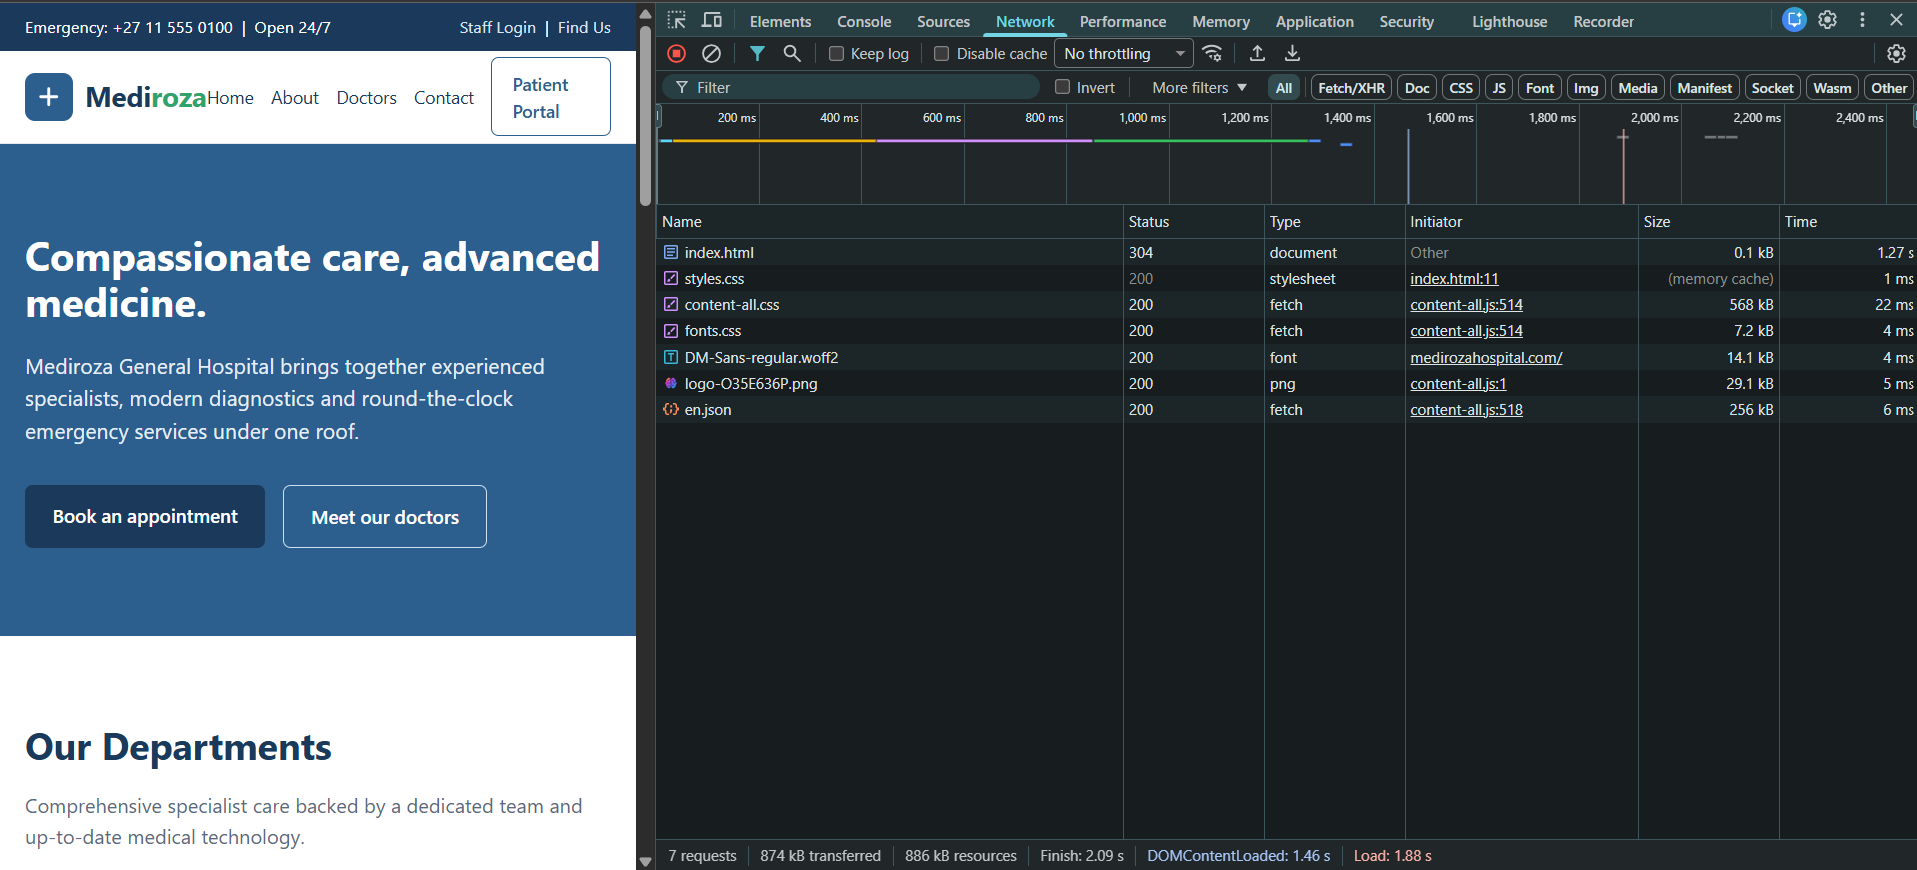 Emergency: +27 11 555 0100 | Open 24/7
Staff Login | Find Us
Mediroza
Home
About
Doctors
Contact
Patient
Portal
Compassionate care, advanced
medicine.
Mediroza General Hospital brings together experienced
specialists, modern diagnostics and round-the-clock
emergency services under one roof.
Book an appointment
Meet our doctors
Our Departments
Comprehensive specialist care backed by a dedicated team and
up-to-date medical technology.
Elements Console Sources Network Performance Memory Application Security Lighthouse Recorder
Keep log Disable cache No throttling
Filter Invert More filters All Fetch/XHR Doc CSS JS Font Img Media Manifest Socket Wasm Other
200 ms 400 ms 600 ms 800 ms 1,000 ms 1,200 ms 1,400 ms 1,600 ms 1,800 ms 2,000 ms 2,200 ms 2,400 ms
Name Status Type Initiator Size Time
index.html 304 document Other 0.1 kB 1.27 s
styles.css 200 stylesheet index.html:11 (memory cache) 1 ms
content-all.css 200 fetch content-all.js:514 568 kB 22 ms
fonts.css 200 fetch content-all.js:514 7.2 kB 4 ms
DM-Sans-regular.woff2 200 font medirozahospital.com/ 14.1 kB 4 ms
logo-O35E636P.png 200 png content-all.js:1 29.1 kB 5 ms
en.json 200 fetch content-all.js:518 256 kB 6 ms
7 requests 874 kB transferred 886 kB resources Finish: 2.09 s DOMContentLoaded: 1.46 s Load: 1.88 s